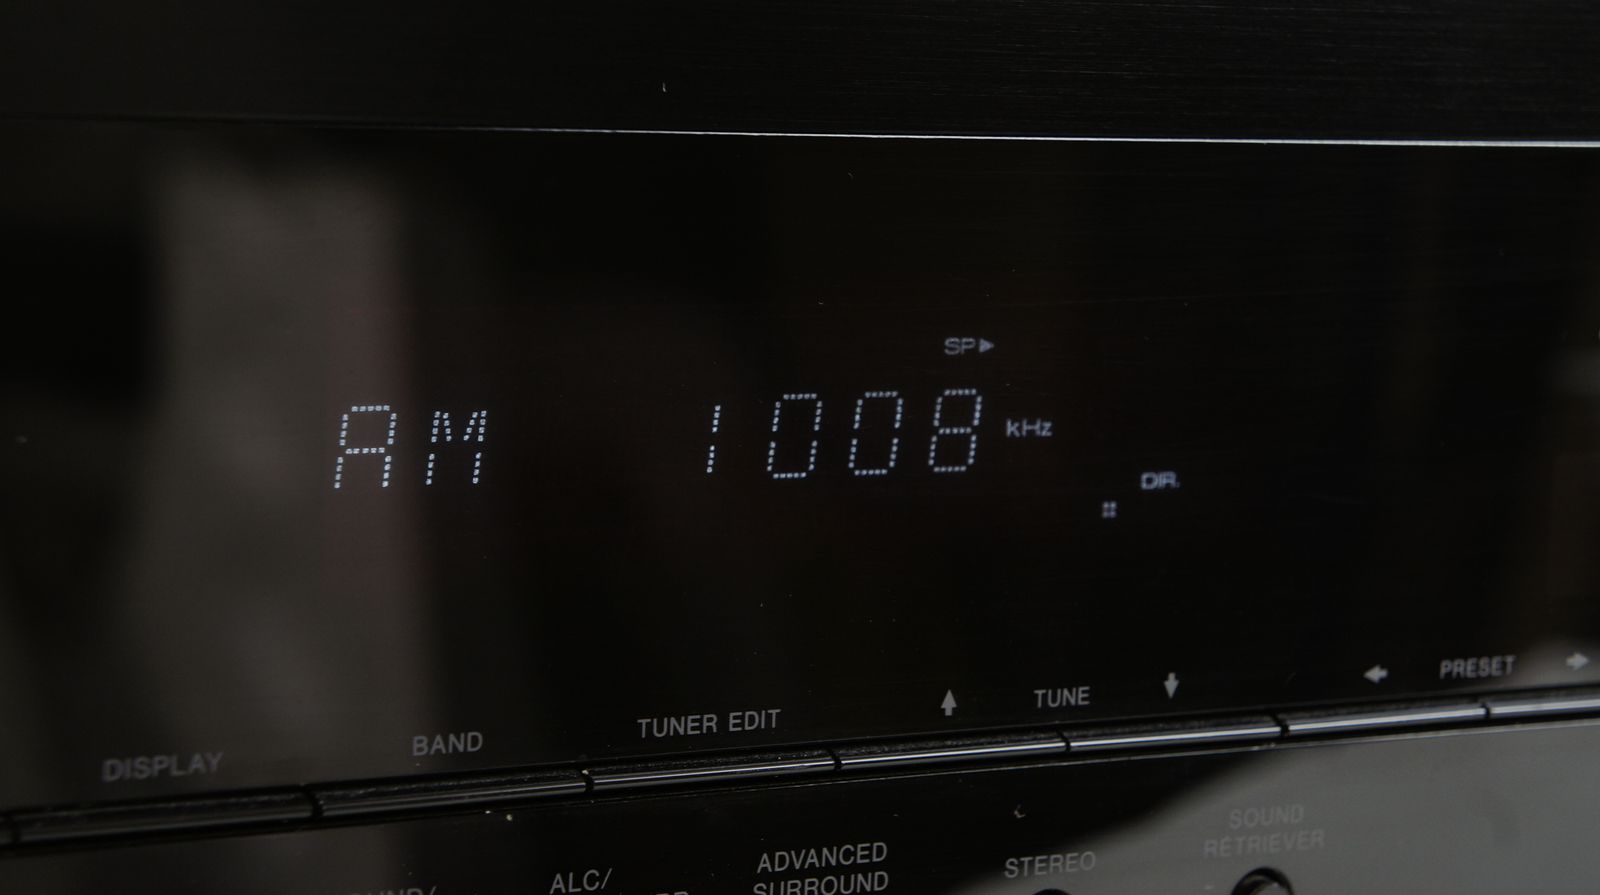 SP►
AM 1008 kHz
DIR.
DISPLAY BAND TUNER EDIT TUNE PRESET
ALC/
ADVANCED
SURROUND
STEREO
SOUND
RETRIEVER